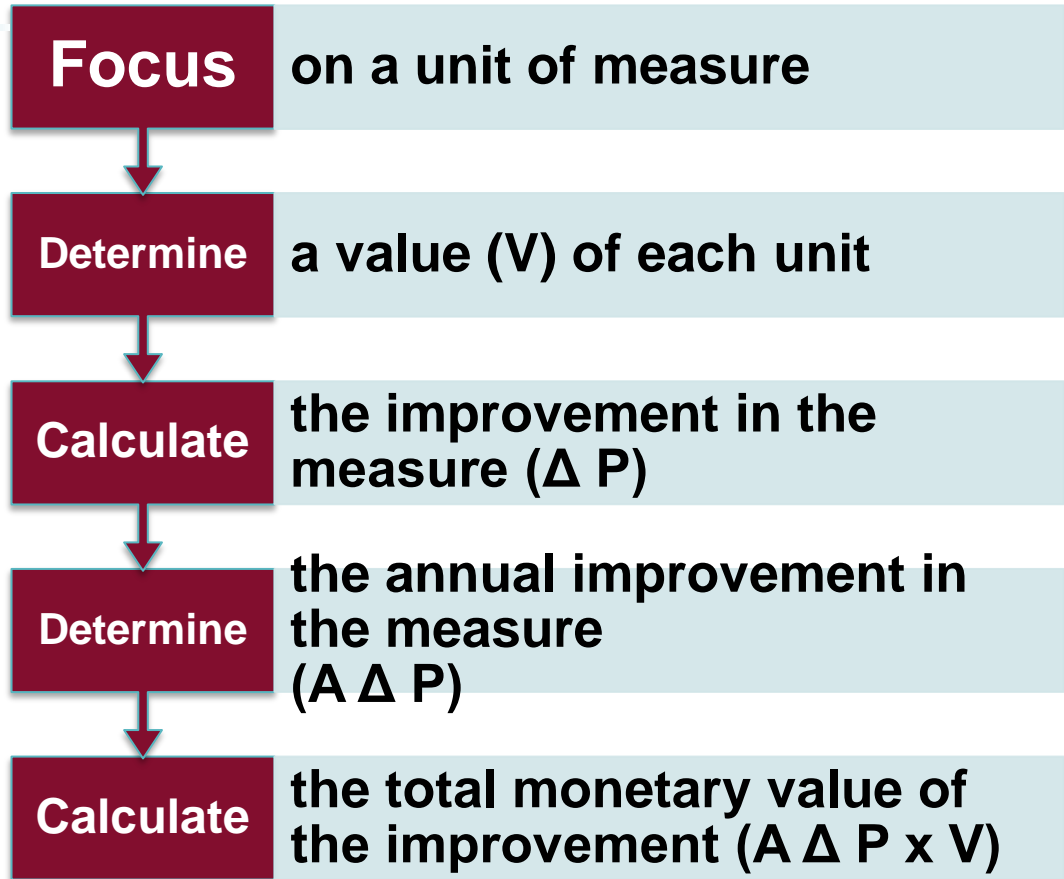 Focus on a unit of measure
Determine a value (V) of each unit
Calculate the improvement in the
measure (Δ P)
Determine the annual improvement in
the measure
(A Δ P)
Calculate the total monetary value of
the improvement (A Δ P x V)